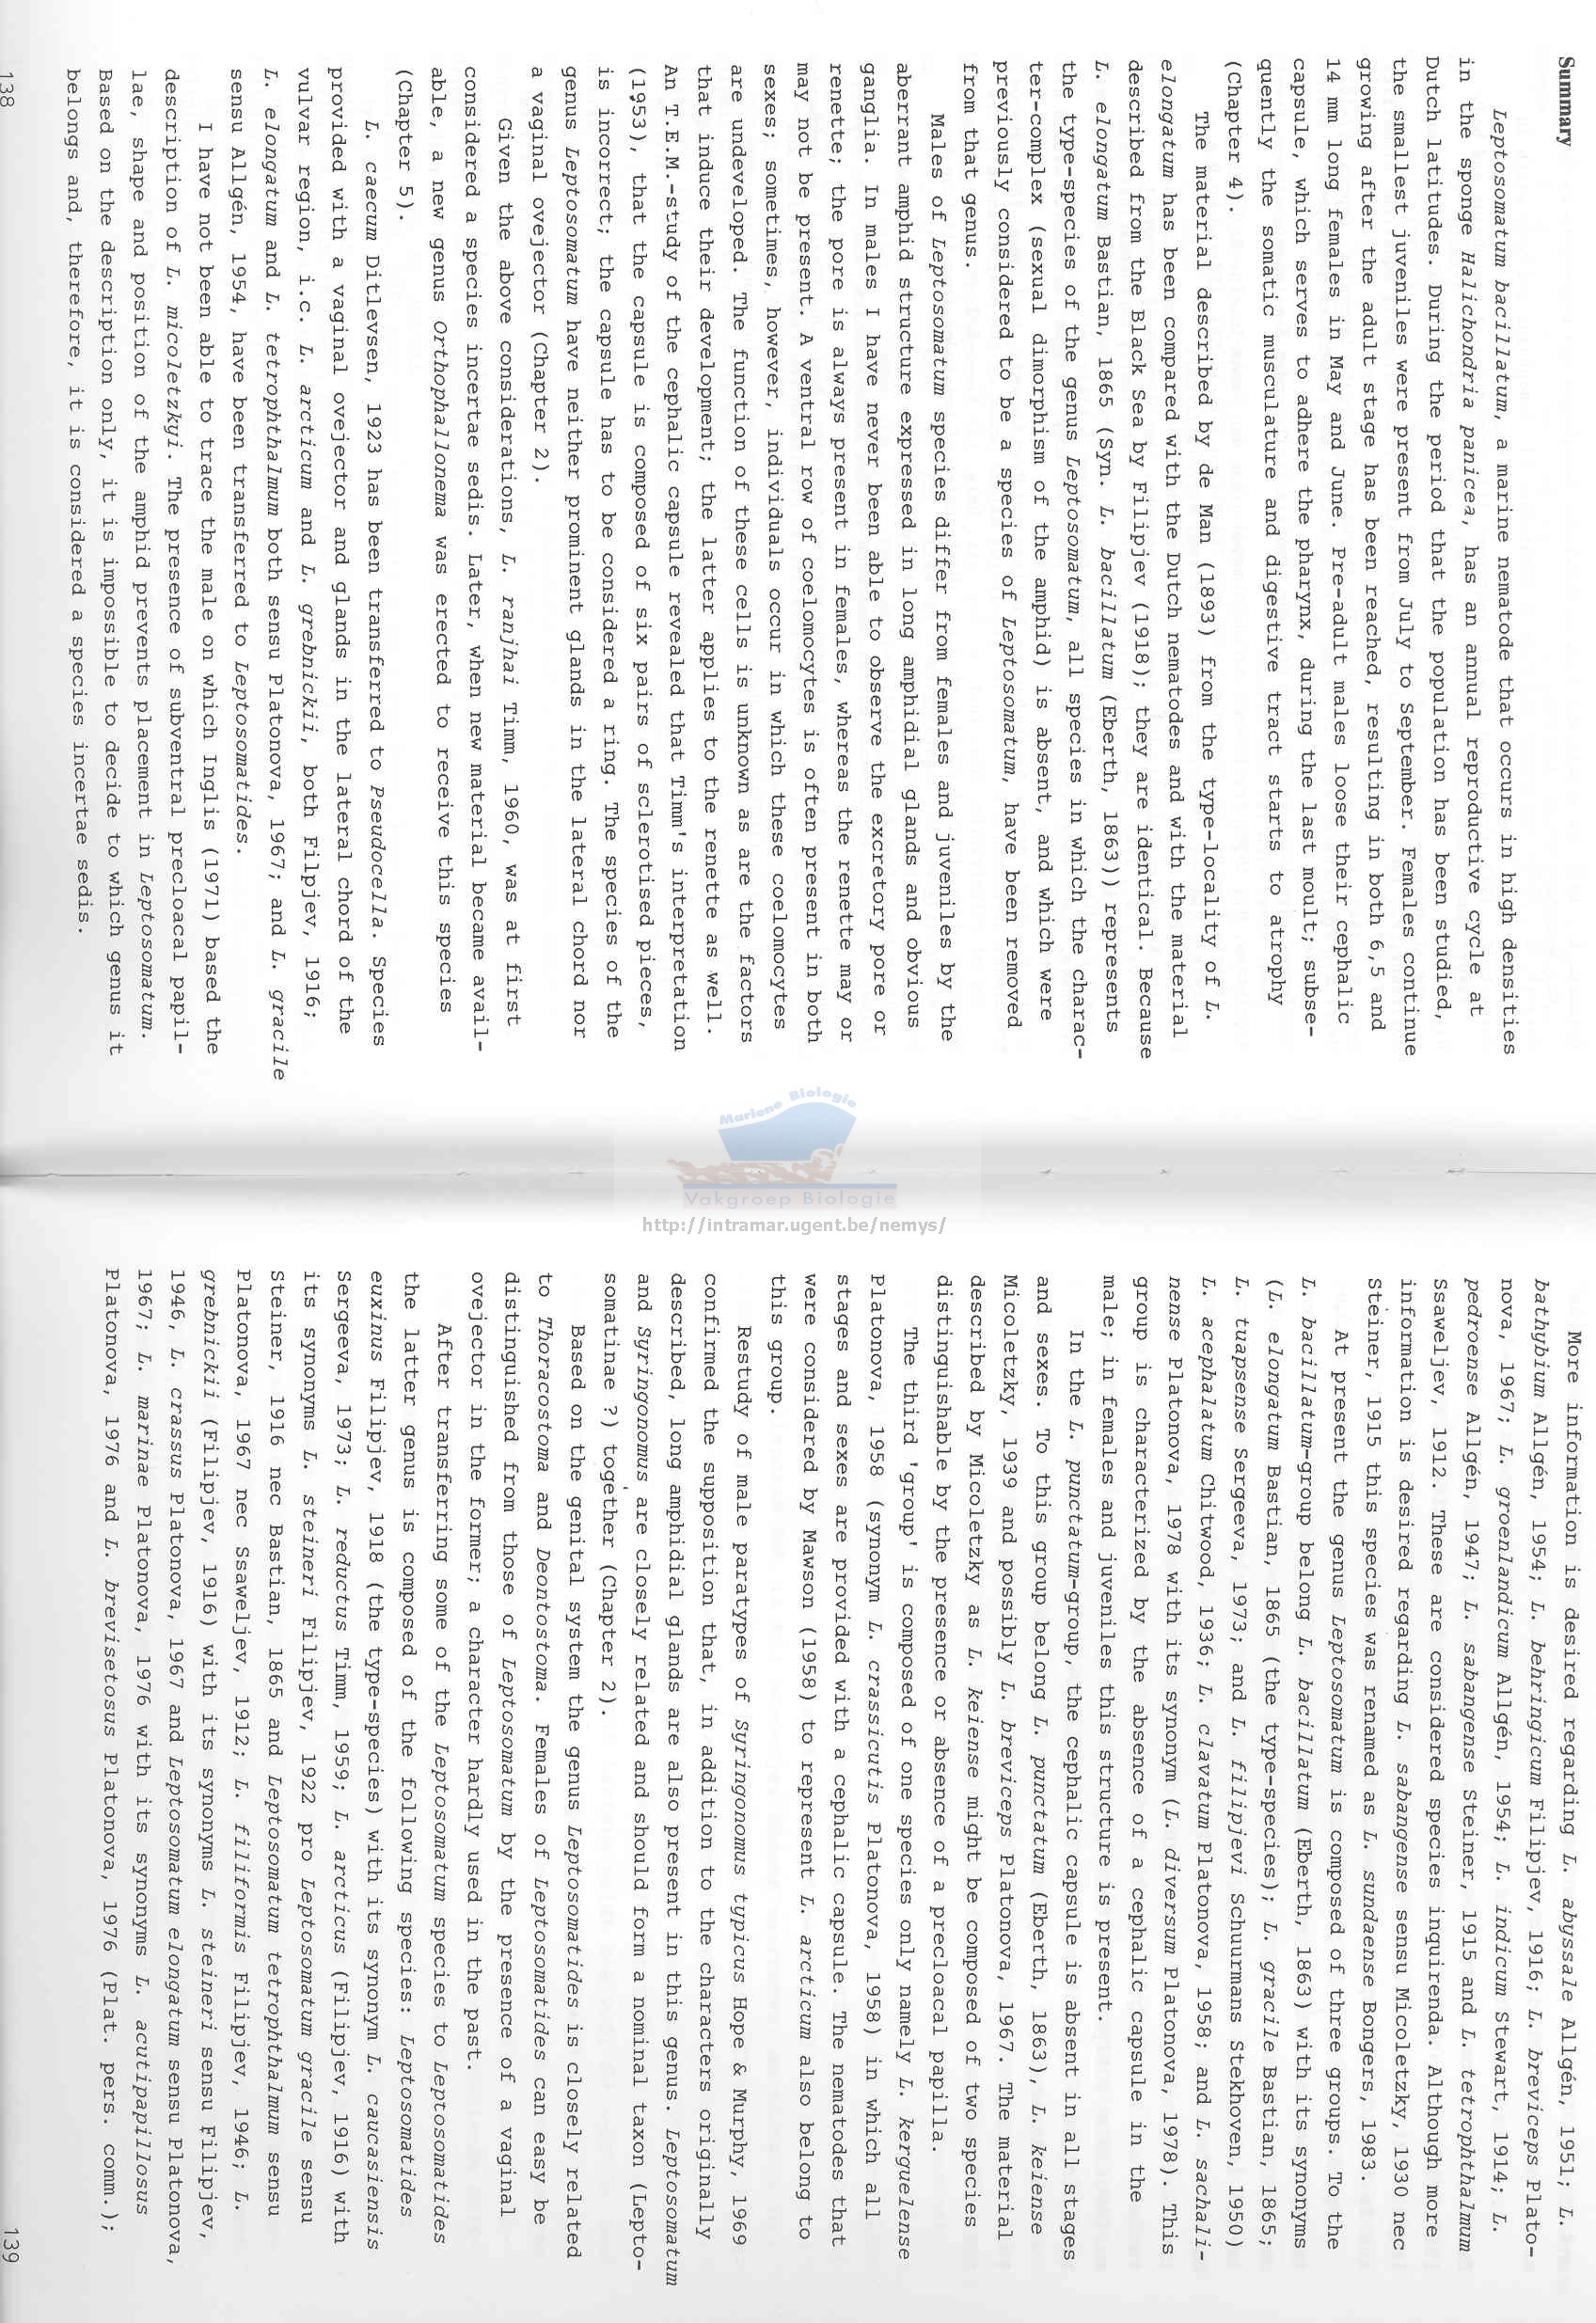 Summary
Leptosomatum bacillatum, a marine nematode that occurs in high densities
in the sponge Halichondria panicea, has an annual reproductive cycle at
Dutch latitudes. During the period that the population has been studied,
the smallest juveniles were present from July to September. Females continue
growing after the adult stage has been reached, resulting in both 6,5 and
14 mm long females in May and June. Pre-adult males loose their cephalic
capsule, which serves to adhere the pharynx, during the last moult; subse-
quently the somatic musculature and digestive tract starts to atrophy
(Chapter 4).
The material described by de Man (1893) from the type-locality of L.
elongatum has been compared with the Dutch nematodes and with the material
described from the Black Sea by Filipjev (1918); they are identical. Because
L. elongatum Bastian, 1865 (Syn. L. bacillatum (Eberth, 1863)) represents
the type-species of the genus Leptosomatum, all species in which the charac-
ter-complex (sexual dimorphism of the amphid) is absent, and which were
previously considered to be a species of Leptosomatum, have been removed
from that genus.
Males of Leptosomatum species differ from females and juveniles by the
aberrant amphid structure expressed in long amphidial glands and obvious
ganglia. In males I have never been able to observe the excretory pore or
renette; the pore is always present in females, whereas the renette may or
may not be present. A ventral row of coelomocytes is often present in both
sexes; sometimes, however, individuals occur in which these coelomocytes
are undeveloped. The function of these cells is unknown as are the factors
that induce their development; the latter applies to the renette as well.
An T.E.M.-study of the cephalic capsule revealed that Timm's interpretation
(1953), that the capsule is composed of six pairs of sclerotised pieces,
is incorrect; the capsule has to be considered a ring. The species of the
genus Leptosomatum have neither prominent glands in the lateral chord nor
a vaginal ovejector (Chapter 2).
Given the above considerations, L. ranjhai Timm, 1960, was at first
considered a species incertae sedis. Later, when new material became avail-
able, a new genus Orthophallonema was erected to receive this species
(Chapter 5).
L. caecum Ditlevsen, 1923 has been transferred to Pseudocella. Species
provided with a vaginal ovejector and glands in the lateral chord of the
vulvar region, i.c. L. arcticum and L. grebnickii, both Filpjev, 1916;
L. elongatum and L. tetrophthalmum both sensu Platonova, 1967; and L. gracile
sensu Allgén, 1954, have been transferred to Leptosomatides.
I have not been able to trace the male on which Inglis (1971) based the
description of L. micoletzkyi. The presence of subventral precloacal papil-
lae, shape and position of the amphid prevents placement in Leptosomatum.
Based on the description only, it is impossible to decide to which genus it
belongs and, therefore, it is considered a species incertae sedis.
138
Mariene Biologie
Vakgroep Biologie
http://intramar.ugent.be/nemys/
More information is desired regarding L. abyssale Allgén, 1951; L.
bathybium Allgén, 1954; L. behringicum Filipjev, 1916; L. breviceps Plato-
nova, 1967; L. groenlandicum Allgén, 1954; L. indicum Stewart, 1914; L.
pedroense Allgén, 1947; L. sabangense Steiner, 1915 and L. tetrophthalmum
Ssaweljev, 1912. These are considered species inquirenda. Although more
information is desired regarding L. sabangense sensu Micoletzky, 1930 nec
Steiner, 1915 this species was renamed as L. sundaense Bongers, 1983.
At present the genus Leptosomatum is composed of three groups. To the
L. bacillatum-group belong L. bacillatum (Eberth, 1863) with its synonyms
(L. elongatum Bastian, 1865 (the type-species); L. gracile Bastian, 1865;
L. tuapsense Sergeeva, 1973; and L. filipjevi Schuurmans Stekhoven, 1950)
L. acephalatum Chitwood, 1936; L. clavatum Platonova, 1958; and L. sachali-
nense Platonova, 1978 with its synonym (L. diversum Platonova, 1978). This
group is characterized by the absence of a cephalic capsule in the
male; in females and juveniles this structure is present.
In the L. punctatum-group, the cephalic capsule is absent in all stages
and sexes. To this group belong L. punctatum (Eberth, 1863), L. keiense
Micoletzky, 1939 and possibly L. breviceps Platonova, 1967. The material
described by Micoletzky as L. keiense might be composed of two species
distinguishable by the presence or absence of a precloacal papilla.
The third 'group' is composed of one species only namely L. kerguelense
Platonova, 1958 (synonym L. crassicutis Platonova, 1958) in which all
stages and sexes are provided with a cephalic capsule. The nematodes that
were considered by Mawson (1958) to represent L. arcticum also belong to
this group.
Restudy of male paratypes of Syringonomus typicus Hope & Murphy, 1969
confirmed the supposition that, in addition to the characters originally
described, long amphidial glands are also present in this genus. Leptosomatum
and Syringonomus are closely related and should form a nominal taxon (Lepto-
somatinae ?) together (Chapter 2).
Based on the genital system the genus Leptosomatides is closely related
to Thoracostoma and Deontostoma. Females of Leptosomatides can easy be
distinguished from those of Leptosomatum by the presence of a vaginal
ovejector in the former; a character hardly used in the past.
After transferring some of the Leptosomatum species to Leptosomatides
the latter genus is composed of the following species: Leptosomatides
euxinus Filipjev, 1918 (the type-species) with its synonym L. caucasiensis
Sergeeva, 1973; L. reductus Timm, 1959; L. arcticus (Filipjev, 1916) with
its synonyms L. steineri Filipjev, 1922 pro Leptosomatum gracile sensu
Steiner, 1916 nec Bastian, 1865 and Leptosomatum tetrophthalmum sensu
Platonova, 1967 nec Ssaweljev, 1912; L. filiformis Filipjev, 1946; L.
grebnickii (Filipjev, 1916) with its synonyms L. steineri sensu Filipjev,
1946, L. crassus Platonova, 1967 and Leptosomatum elongatum sensu Platonova,
1967; L. marinae Platonova, 1976 with its synonyms L. acutipapillosus
Platonova, 1976 and L. brevisetosus Platonova, 1976 (Plat. pers. comm.);
139